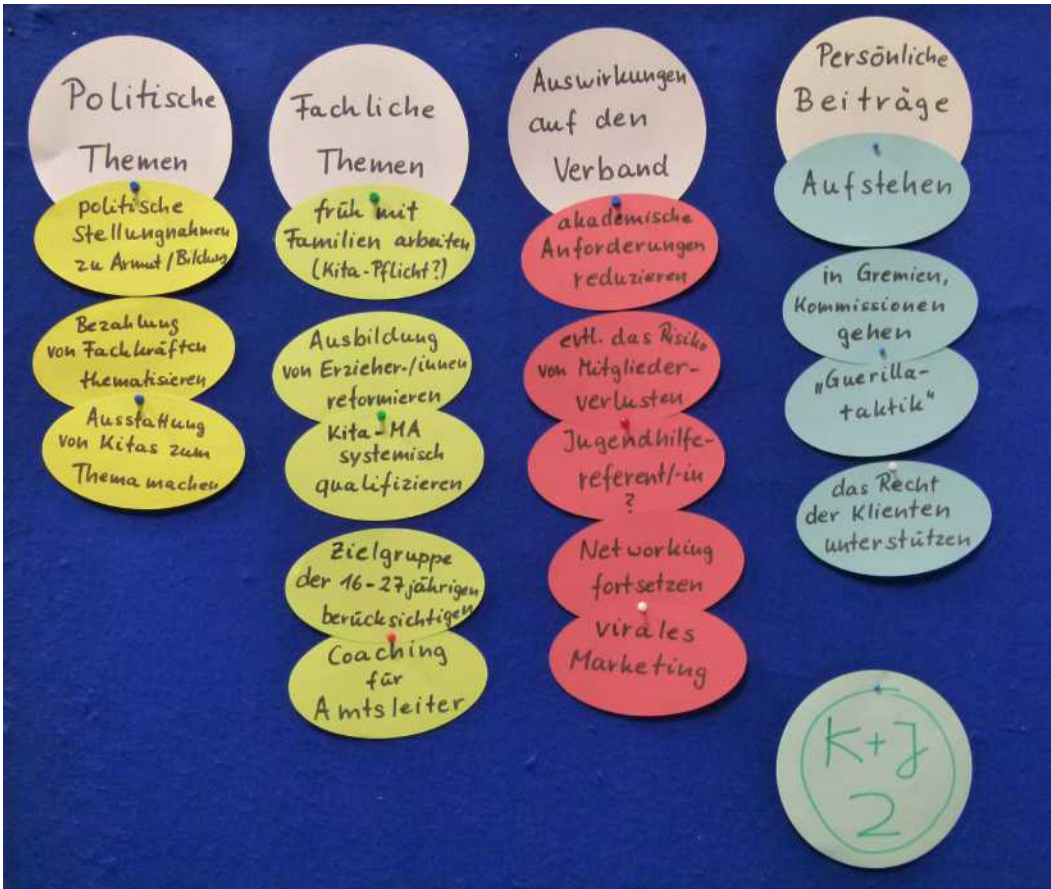 Politische
Themen
politische
Stellungnahmen
zu Armut/Bildung
Bezahlung
von Fachkräften
thematisieren
Ausstattung
von Kitas zum
Thema machen
Fachliche
Themen
früh mit
Familien arbeiten
(Kita-Pflicht?)
Ausbildung
von Erzieher-/innen
reformieren
Kita-MA
systemisch
qualifizieren
Zielgruppe
der 16-27jährigen
berücksichtigen
Coaching
für
Amtsleiter
Auswirkungen
auf den
Verband
akademische
Anforderungen
reduzieren
evtl. das Risiko
von Mitglieder-
verlusten
Jugendhilfe-
referent/-in
?
Networking
fortsetzen
virales
Marketing
Persönliche
Beiträge
Aufstehen
in Gremien,
Kommissionen
gehen
„Guerilla-
taktik“
das Recht
der Klienten
unterstützen
K+J
2